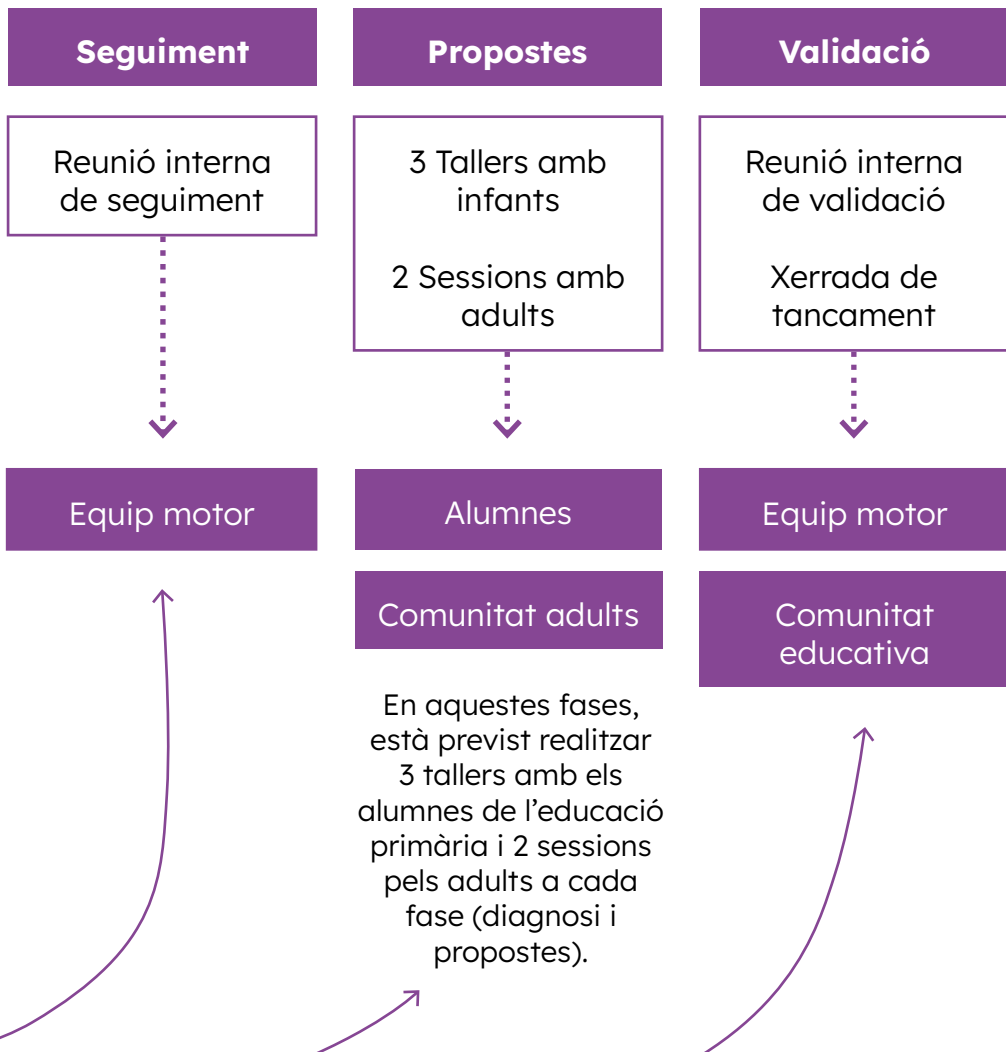 Seguiment
Reunió interna
de seguiment
Equip motor
Propostes
3 Tallers amb
infants
2 Sessions amb
adults
Alumnes
Comunitat adults
En aquestes fases,
està previst realitzar
3 tallers amb els
alumnes de l’educació
primària i 2 sessions
pels adults a cada
fase (diagnosi i
propostes).
Validació
Reunió interna
de validació
Xerrada de
tancament
Equip motor
Comunitat
educativa